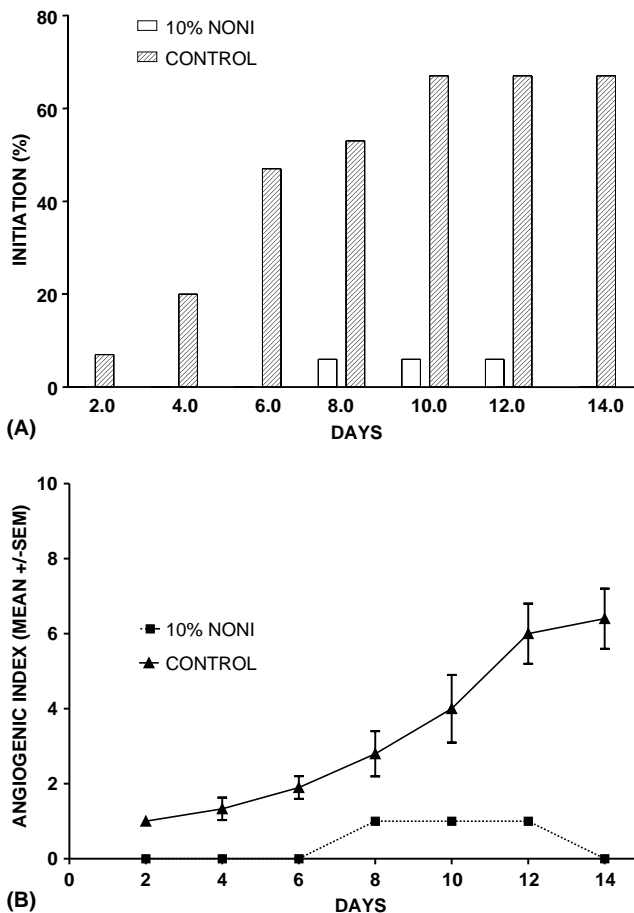 80
10% NONI
CONTROL
60
40
20
0
INITIATION (%)
2.0 4.0 6.0 8.0 10.0 12.0 14.0
DAYS
(A)
10
8
6
4
2
0
ANGIOGENIC INDEX (MEAN +/-SEM)
10% NONI
CONTROL
0 2 4 6 8 10 12 14
DAYS
(B)